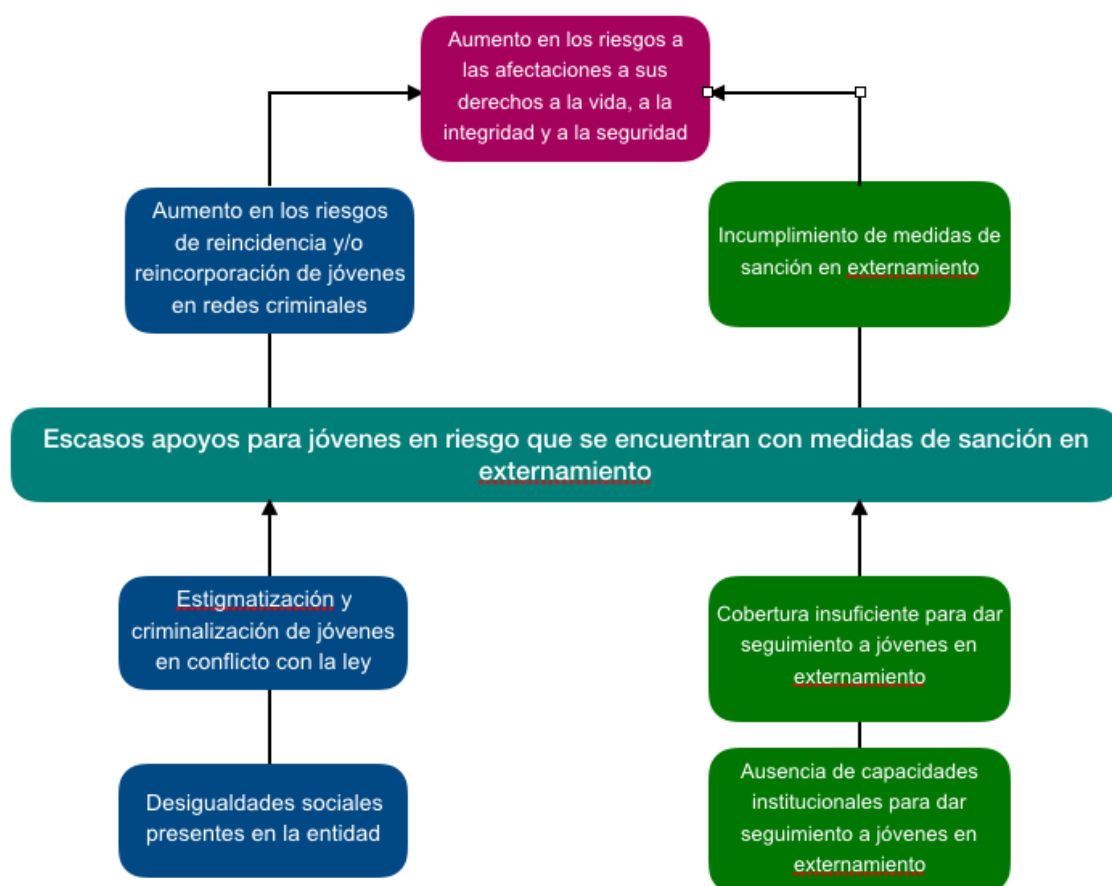 Aumento en los riesgos a
las afectaciones a sus
derechos a la vida, a la
integridad y a la seguridad
Aumento en los riesgos
de reincidencia y/o
reincorporación de jóvenes
en redes criminales
Incumplimiento de medidas de
sanción en externamiento
Escasos apoyos para jóvenes en riesgo que se encuentran con medidas de sanción en
externamiento
Estigmatización y
criminalización de jóvenes
en conflicto con la ley
Cobertura insuficiente para dar
seguimiento a jóvenes en
externamiento
Desigualdades sociales
presentes en la entidad
Ausencia de capacidades
institucionales para dar
seguimiento a jóvenes en
externamiento